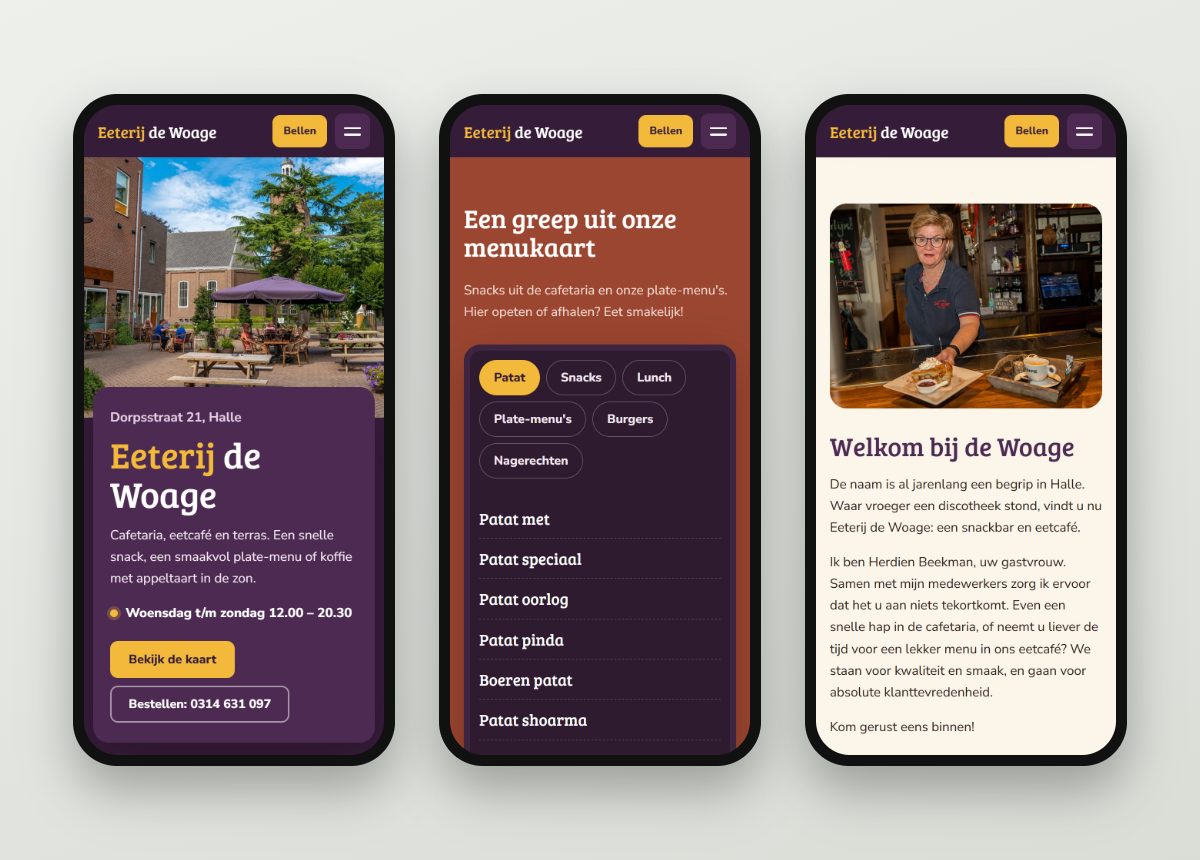 Eeterij de Woage
Bellen
Dorpsstraat 21, Halle
Eeterij de
Woage
Cafetaria, eetcafé en terras. Een snelle
snack, een smaakvol plate-menu of koffie
met appeltaart in de zon.
Woensdag t/m zondag 12.00 – 20.30
Bekijk de kaart
Bestellen: 0314 631 097
Eeterij de Woage
Bellen
Een greep uit onze
menukaart
Snacks uit de cafetaria en onze plate-menu's.
Hier opeten of afhalen? Eet smakelijk!
Patat
Snacks
Lunch
Plate-menu's
Burgers
Nagerechten
Patat met
Patat speciaal
Patat oorlog
Patat pinda
Boeren patat
Patat shoarma
Eeterij de Woage
Bellen
Welkom bij de Woage
De naam is al jarenlang een begrip in Halle.
Waar vroeger een discotheek stond, vindt u nu
Eeterij de Woage: een snackbar en eetcafé.
Ik ben Herdien Beekman, uw gastvrouw.
Samen met mijn medewerkers zorg ik ervoor
dat het u aan niets tekortkomt. Even een
snelle hap in de cafetaria, of neemt u liever de
tijd voor een lekker menu in ons eetcafé? We
staan voor kwaliteit en smaak, en gaan voor
absolute klanttevredenheid.
Kom gerust eens binnen!